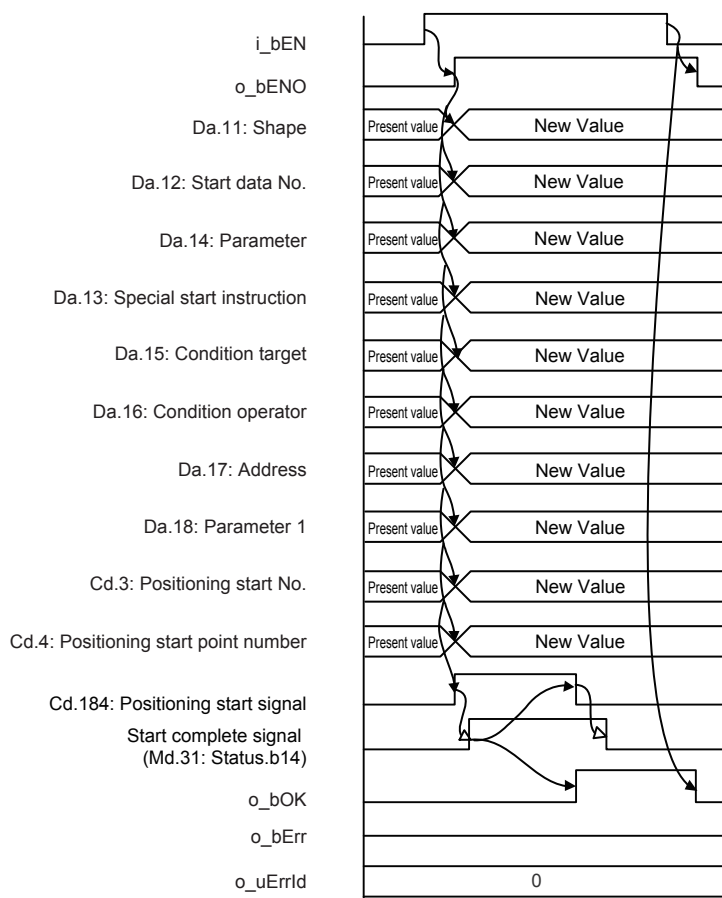 i_bEN
o_bENO
Da.11: Shape Present value New Value
Da.12: Start data No. Present value New Value
Da.14: Parameter Present value New Value
Da.13: Special start instruction Present value New Value
Da.15: Condition target Present value New Value
Da.16: Condition operator Present value New Value
Da.17: Address Present value New Value
Da.18: Parameter 1 Present value New Value
Cd.3: Positioning start No. Present value New Value
Cd.4: Positioning start point number Present value New Value
Cd.184: Positioning start signal
Start complete signal
(Md.31: Status.b14)
o_bOK
o_bErr
o_uErrId 0